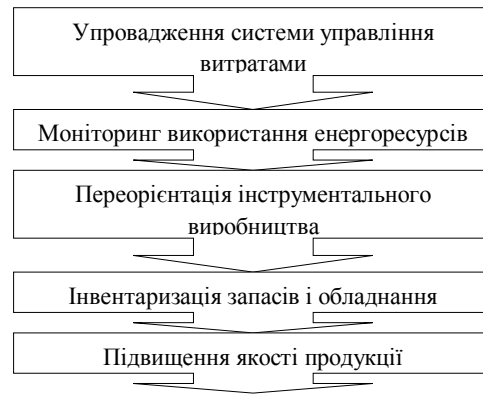 Упровадження системи управління
витратами
Моніторинг використання енергоресурсів
Переорієнтація інструментального
виробництва
Інвентаризація запасів і обладнання
Підвищення якості продукції